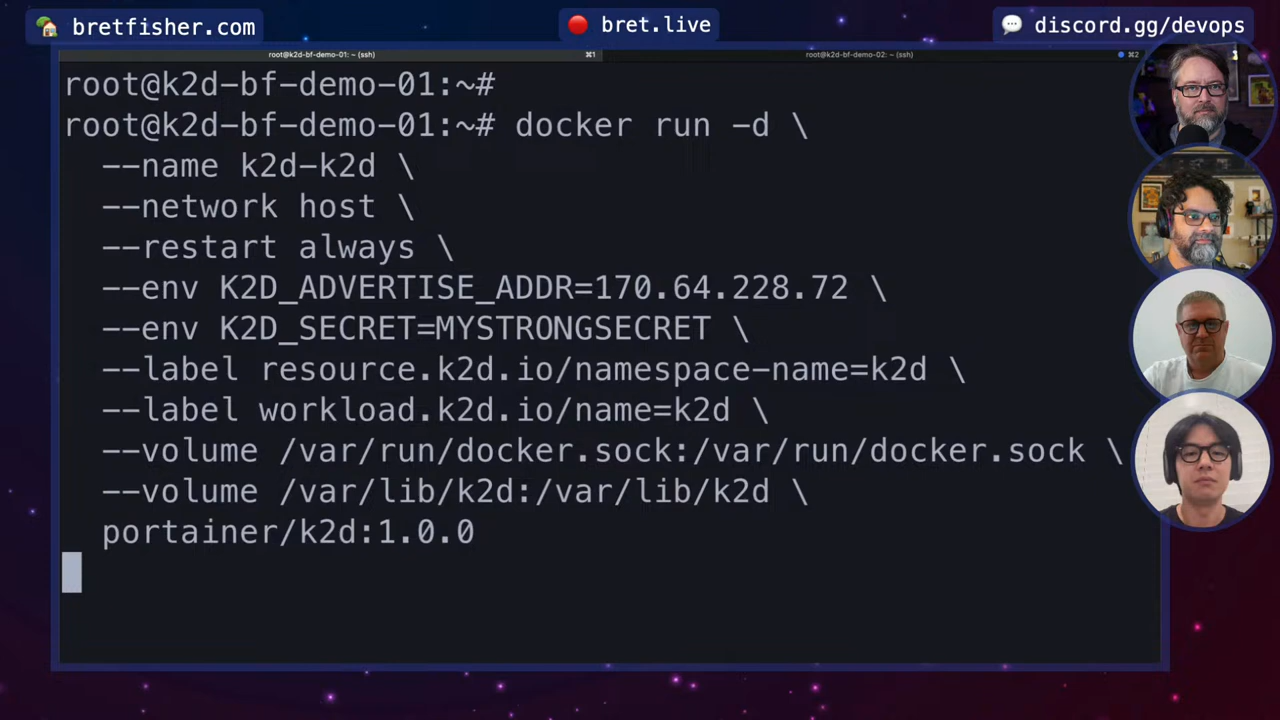 bretfisher.com
bret.live
discord.gg/devops
root@k2d-bf-demo-01: ~ (ssh)
⌘1
root@k2d-bf-demo-02: ~ (ssh)
⌘2
root@k2d-bf-demo-01:~#
root@k2d-bf-demo-01:~# docker run -d \
--name k2d-k2d \
--network host \
--restart always \
--env K2D_ADVERTISE_ADDR=170.64.228.72 \
--env K2D_SECRET=MYSTRONGSECRET \
--label resource.k2d.io/namespace-name=k2d \
--label workload.k2d.io/name=k2d \
--volume /var/run/docker.sock:/var/run/docker.sock \
--volume /var/lib/k2d:/var/lib/k2d \
portainer/k2d:1.0.0